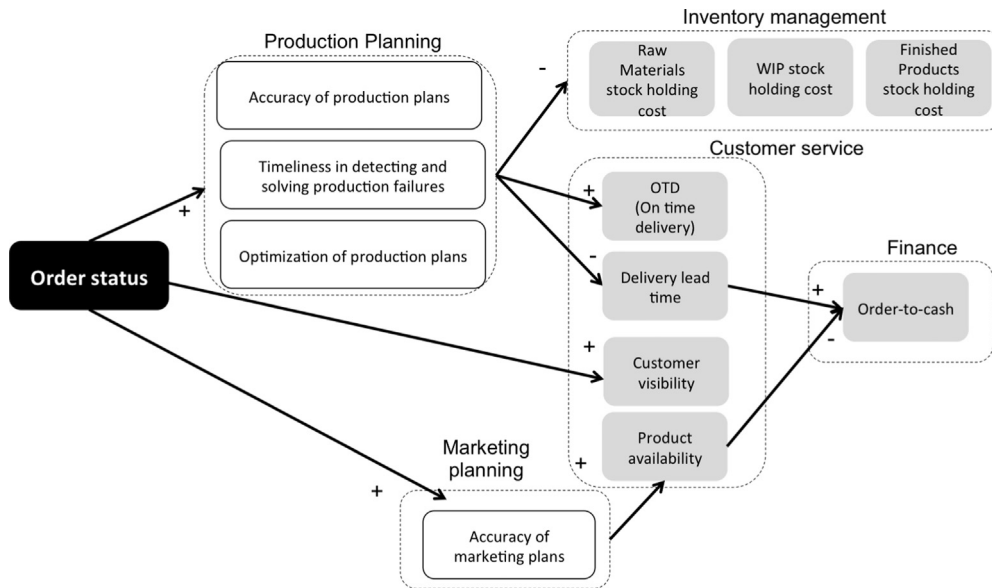 Inventory management
Production Planning
Raw
Materials
stock holding
cost
WIP stock
holding cost
Finished
Products
stock holding
cost
-
Accuracy of production plans
Customer service
Timeliness in detecting and
solving production failures
+
OTD
(On time
delivery)
+
Optimization of production plans
-
Delivery lead
time
Finance
Order status
+
Order-to-cash
-
+
Customer
visibility
Marketing
planning
Product
availability
+
+
Accuracy of
marketing plans